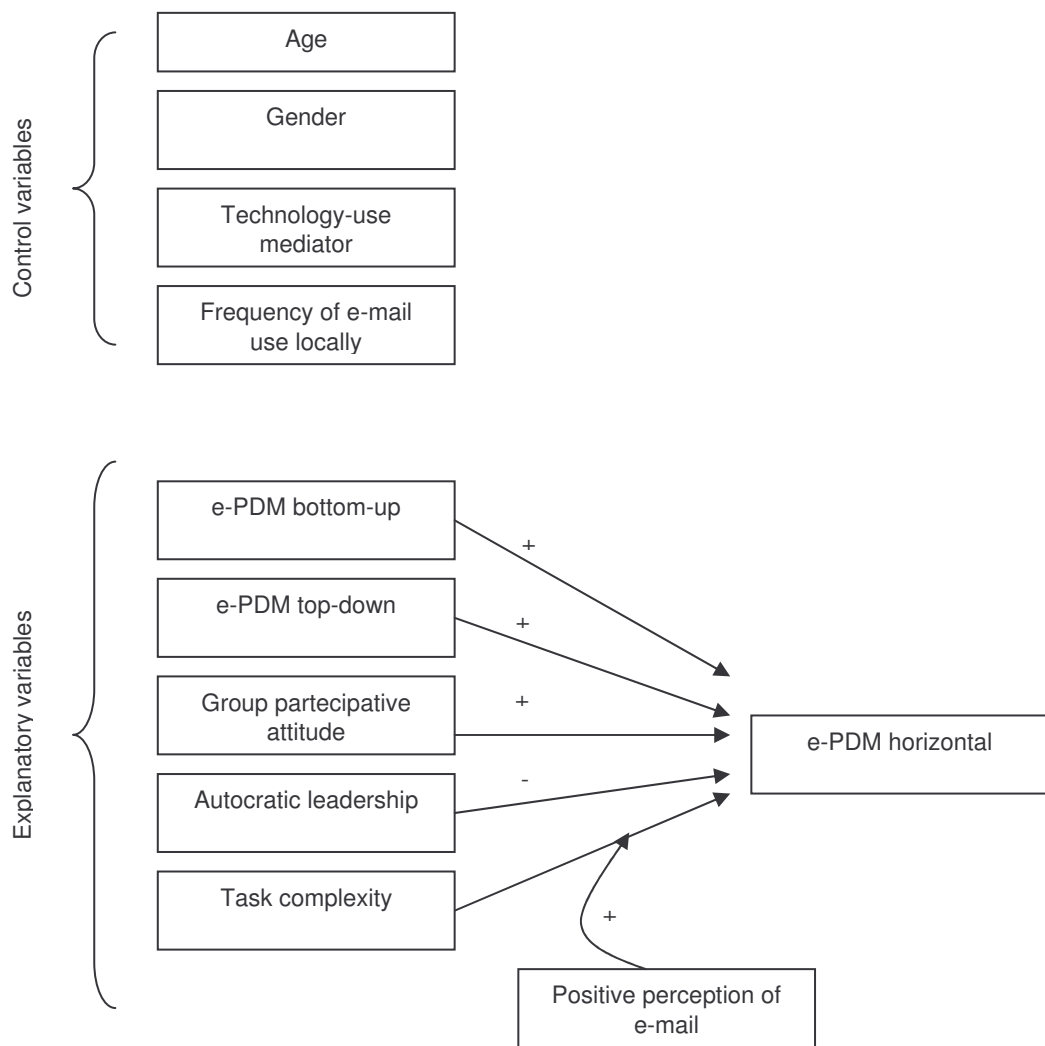 Control variables
Age
Gender
Technology-use
mediator
Frequency of e-mail
use locally
Explanatory variables
e-PDM bottom-up
+
e-PDM top-down
+
Group partecipative
attitude
+
e-PDM horizontal
Autocratic leadership
-
Task complexity
+
Positive perception of
e-mail